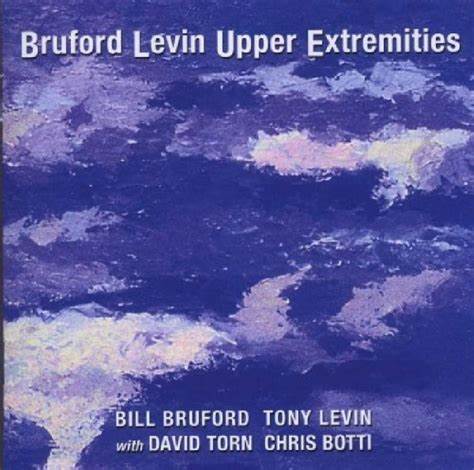 Bruford Levin Upper Extremities
BILL BRUFORD TONY LEVIN
with DAVID TORN CHRIS BOTTI